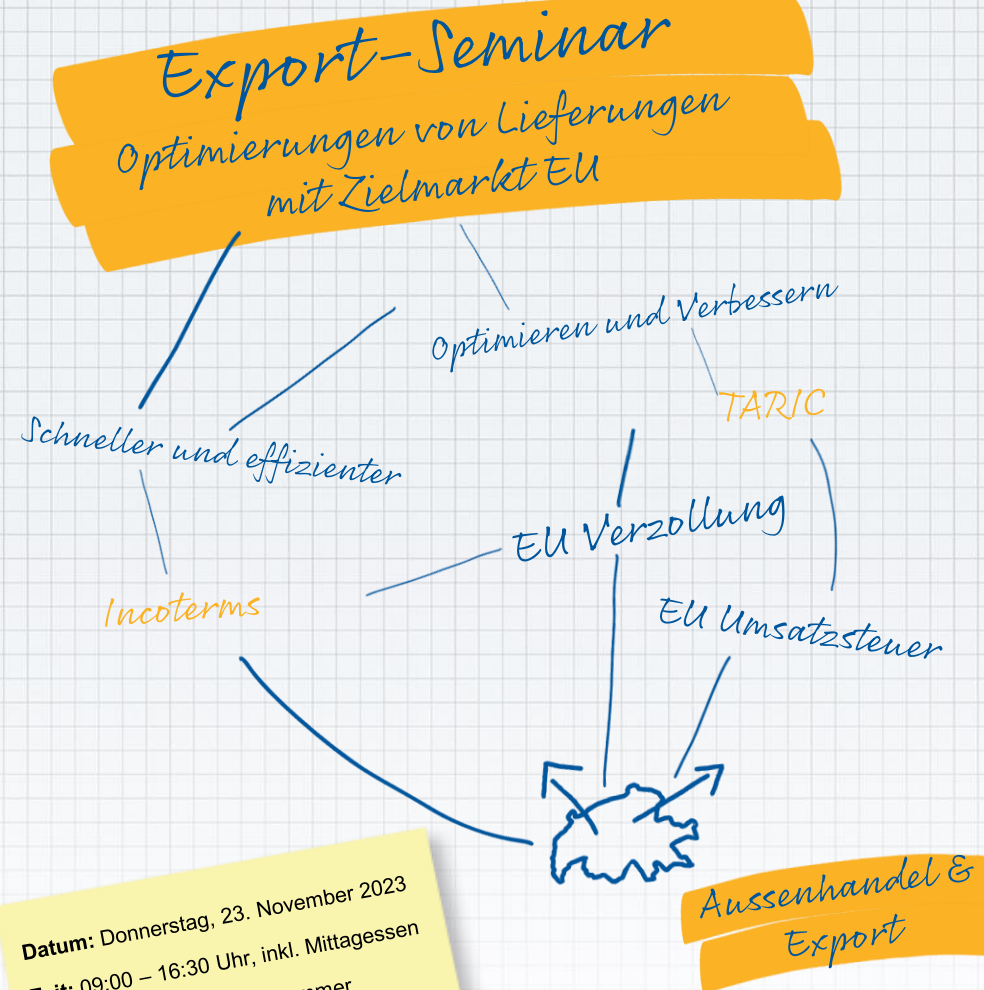 Export-Seminar
Optimierungen von Lieferungen
mit Zielmarkt EU
Optimieren und Verbessern
TARIC
Schneller und effizienter
EU Verzollung
Incoterms
EU Umsatzsteuer
Aussenhandel &
Export
Datum: Donnerstag, 23. November 2023
09:00 – 16:30 Uhr, inkl. Mittagessen